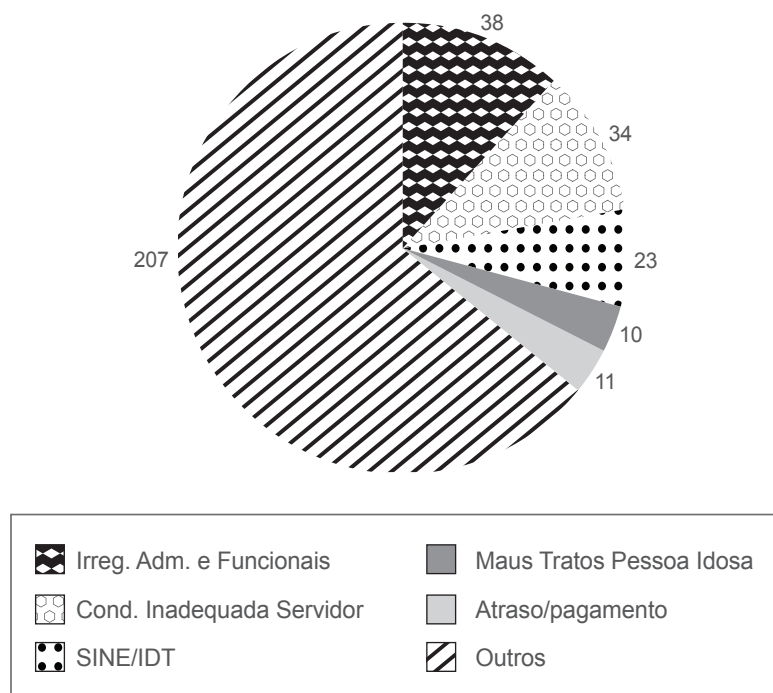 38
34
207
23
10
11
Irreg. Adm. e Funcionais
Maus Tratos Pessoa Idosa
Cond. Inadequada Servidor
Atraso/pagamento
SINE/IDT
Outros